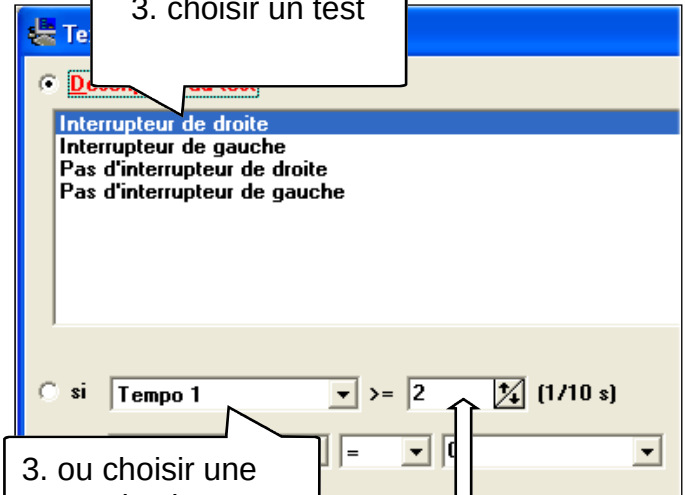 3. choisir un test
Te
Interrupteur de droite
Interrupteur de gauche
Pas d'interrupteur de droite
Pas d'interrupteur de gauche
si Tempo 1 >= 2 (1/10 s)
=
3. ou choisir une